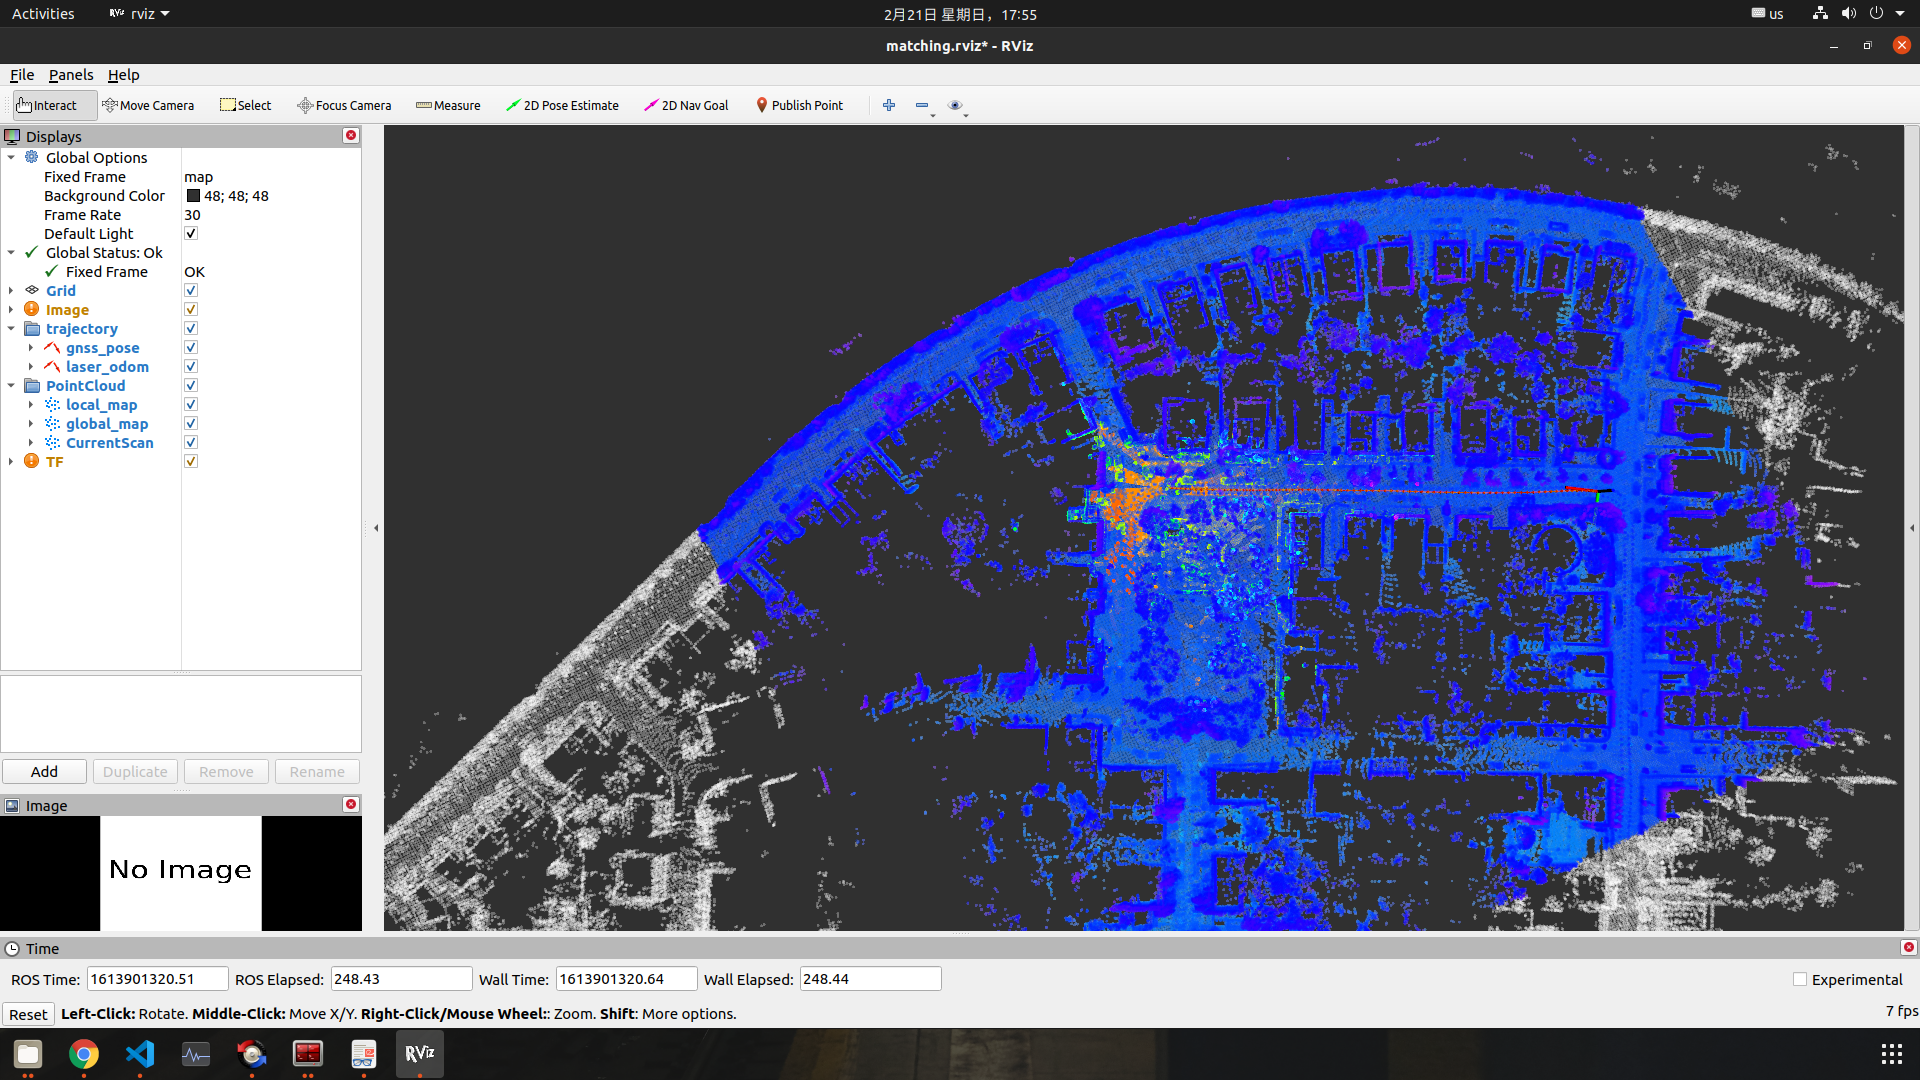 Activities
RViz rviz
2月21日 星期日，17:55
us
matching.rviz* - RViz
File Panels Help
Interact Move Camera Select Focus Camera Measure 2D Pose Estimate 2D Nav Goal Publish Point
Displays
Global Options
Fixed Frame map
Background Color 48; 48; 48
Frame Rate 30
Default Light
Global Status: Ok
Fixed Frame OK
Grid
Image
trajectory
gnss_pose
laser_odom
PointCloud
local_map
global_map
CurrentScan
TF
Add Duplicate Remove Rename
Image
No Image
Time
ROS Time: 1613901320.51 ROS Elapsed: 248.43 Wall Time: 1613901320.64 Wall Elapsed: 248.44 Experimental
Reset Left-Click: Rotate. Middle-Click: Move X/Y. Right-Click/Mouse Wheel:: Zoom. Shift: More options. 7 fps
RViz